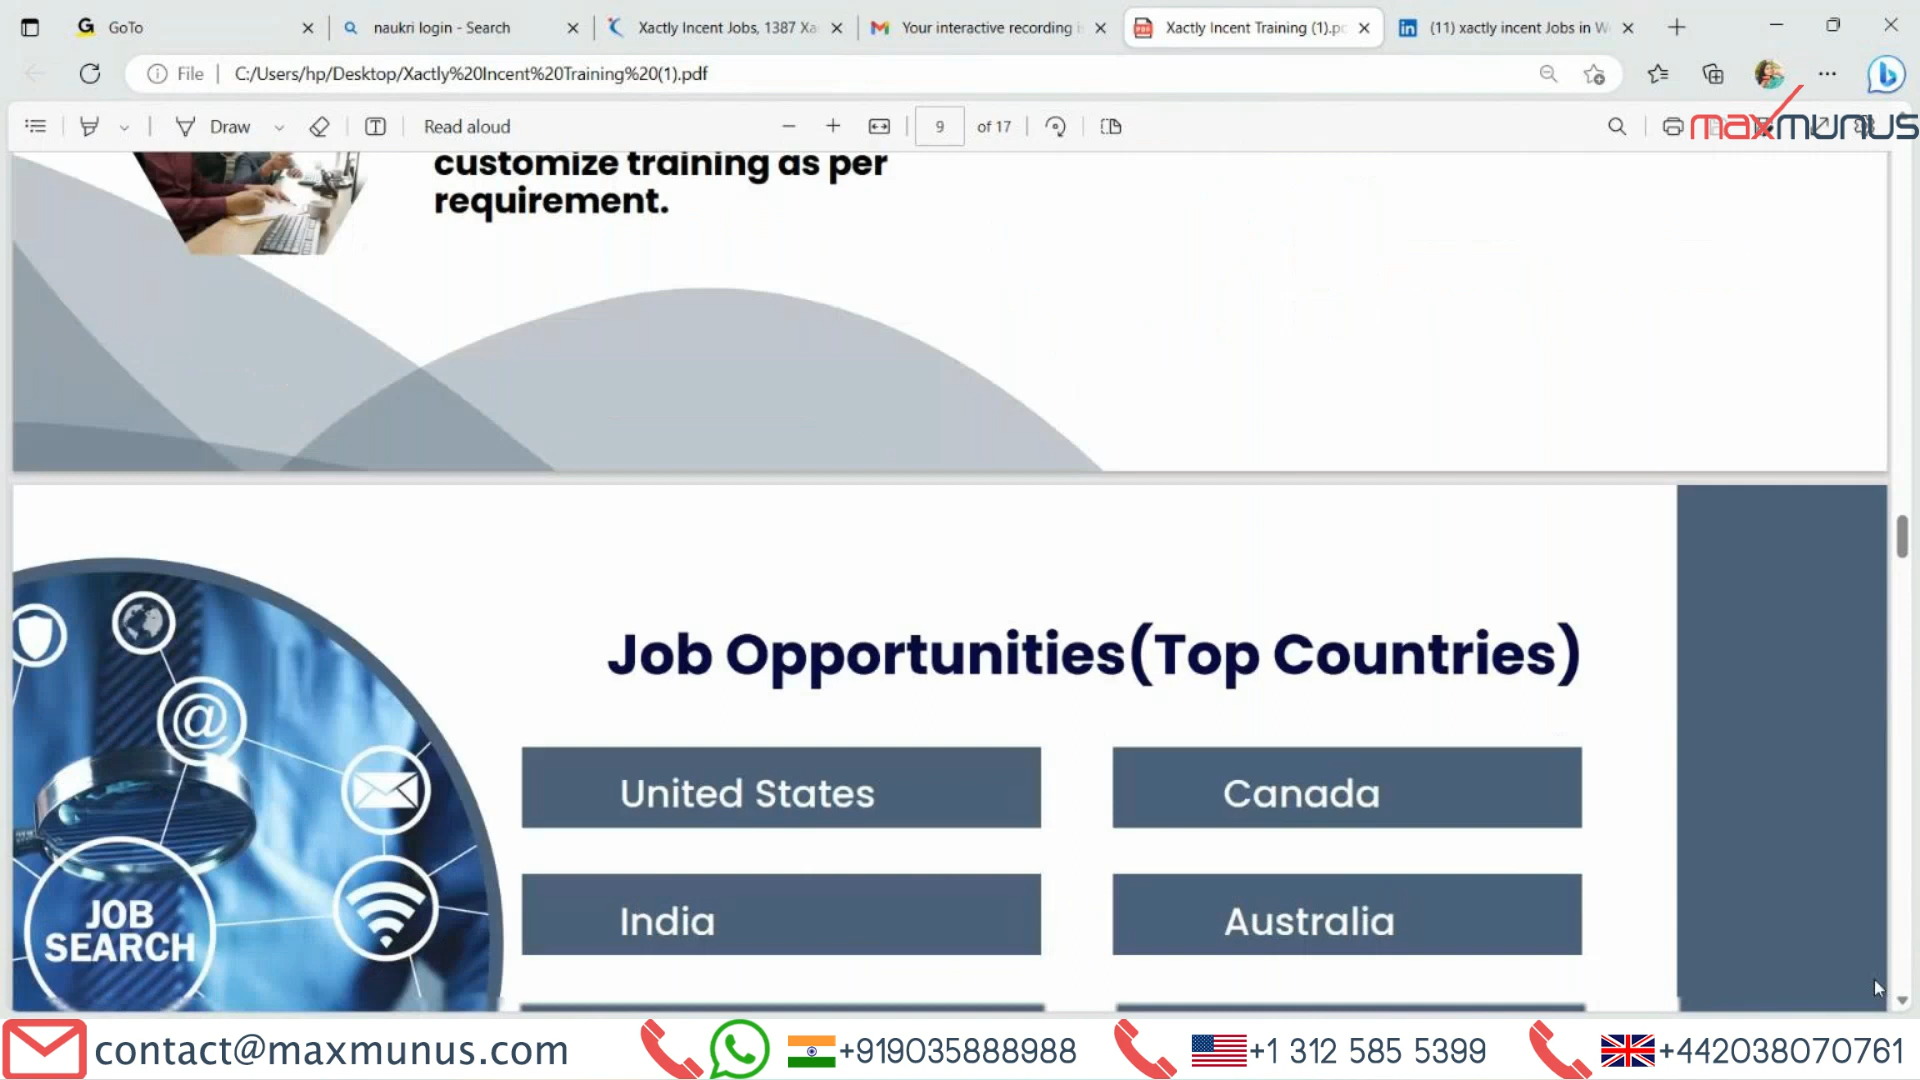 GoTo
naukri login - Search
Xactly Incent Jobs, 1387 Xa
Your interactive recording i
Xactly Incent Training (1).pd
(11) xactly incent Jobs in W
File
C:/Users/hp/Desktop/Xactly%20Incent%20Training%20(1).pdf
Draw
Read aloud
9
of 17
maxmunus
customize training as per
requirement.
Job Opportunities(Top Countries)
United States
Canada
India
Australia
@
JOB
SEARCH
contact@maxmunus.com
+919035888988
+1 312 585 5399
+442038070761